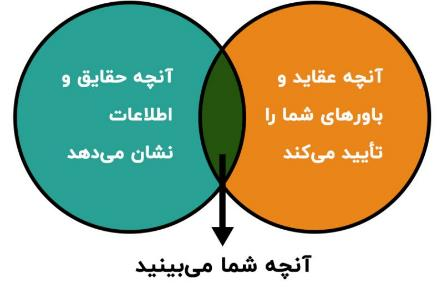 آنچه عقاید و
باورهای شما را
تأیید می‌کند
آنچه حقایق و
اطلاعات
نشان می‌دهد
آنچه شما می‌بینید